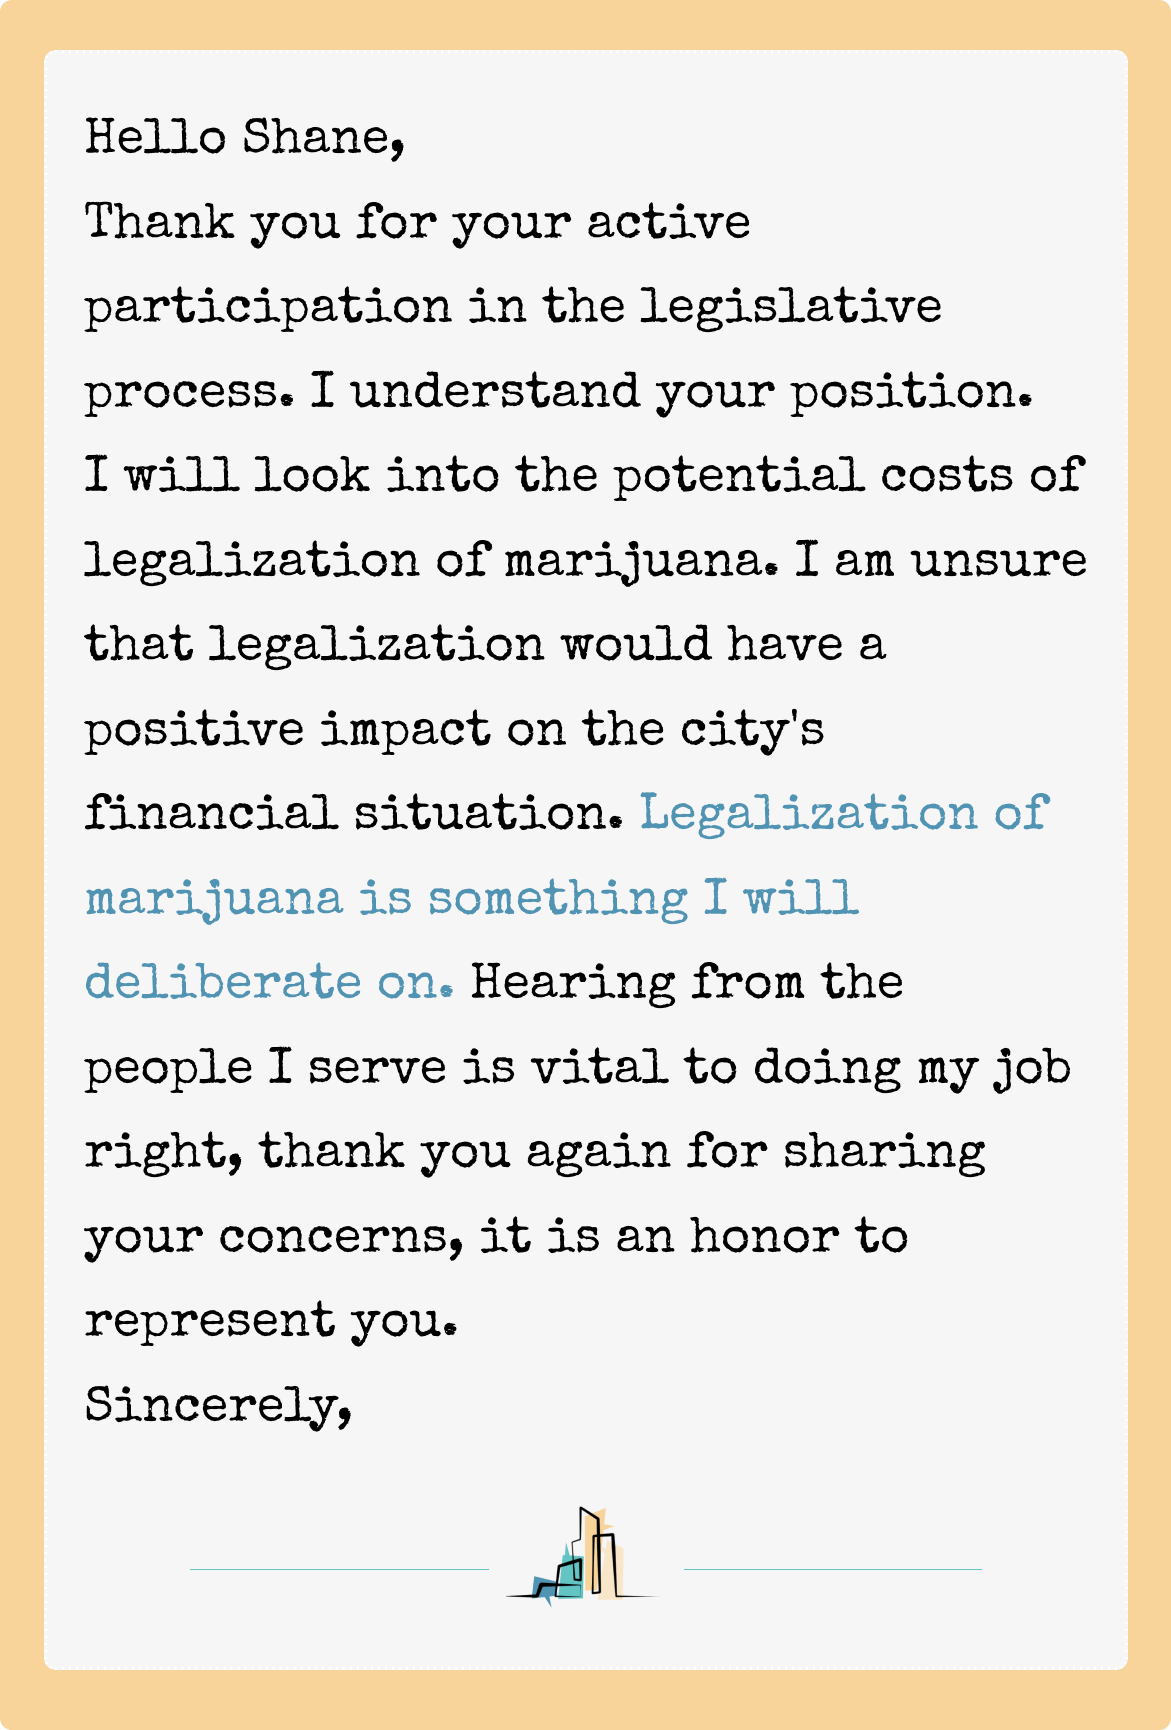 Hello Shane,
Thank you for your active
participation in the legislative
process. I understand your position.
I will look into the potential costs of
legalization of marijuana. I am unsure
that legalization would have a
positive impact on the city's
financial situation. Legalization of
marijuana is something I will
deliberate on. Hearing from the
people I serve is vital to doing my job
right, thank you again for sharing
your concerns, it is an honor to
represent you.
Sincerely,